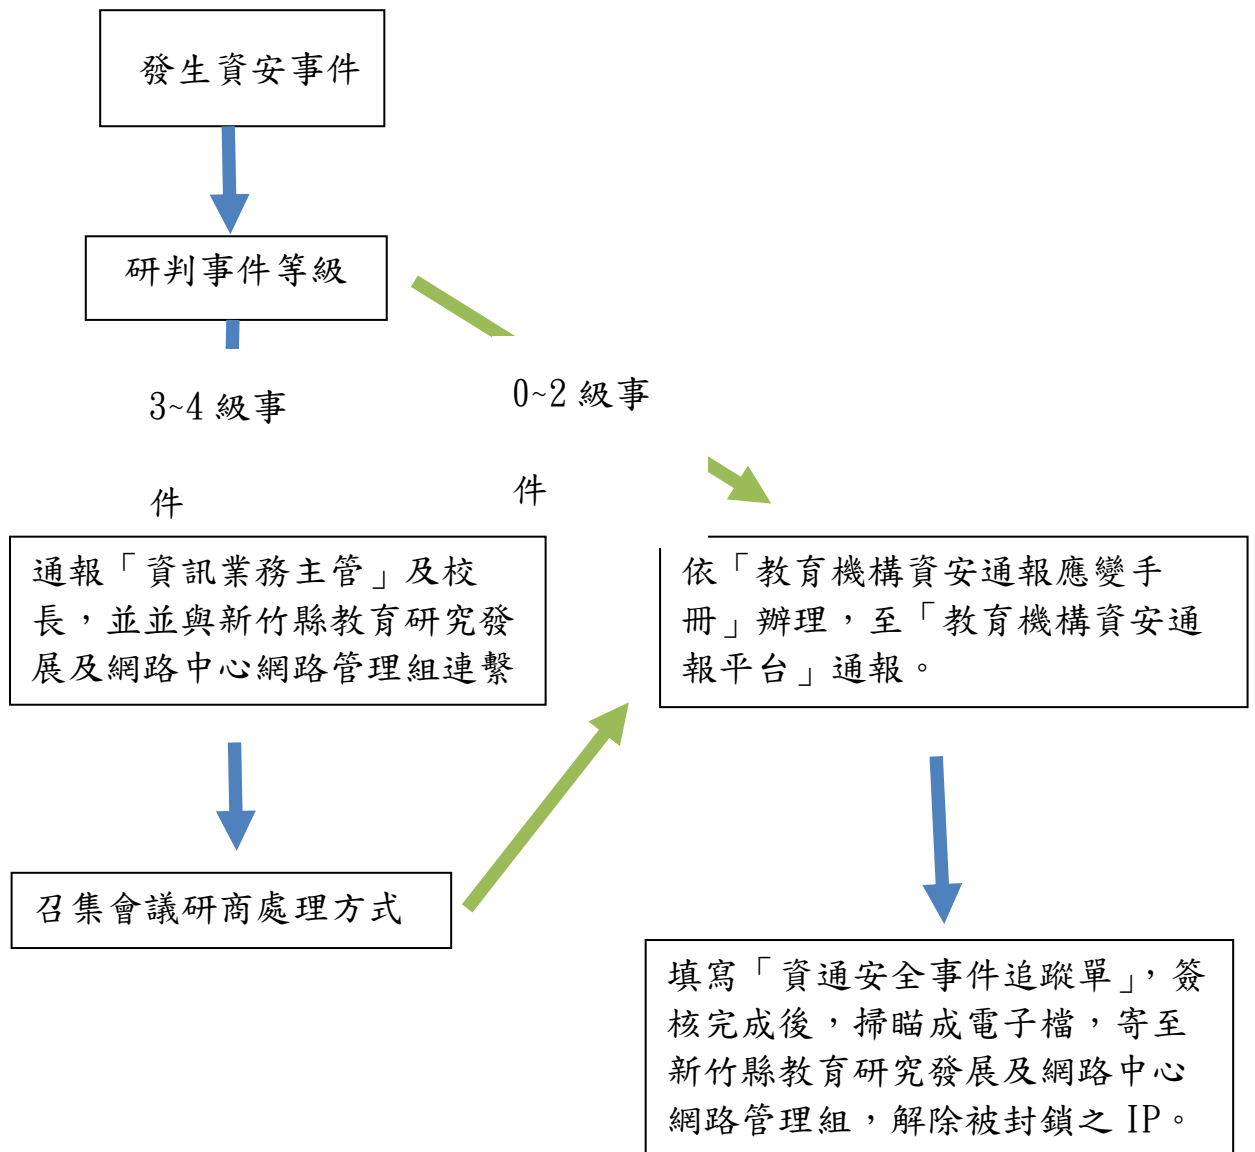 發生資安事件
研判事件等級
3~4 級事
件
0~2 級事
件
通報「資訊業務主管」及校
長，並並與新竹縣教育研究發
展及網路中心網路管理組連繫
依「教育機構資安通報應變手
冊」辦理，至「教育機構資安通
報平台」通報。
召集會議研商處理方式
填寫「資通安全事件追蹤單」，簽
核完成後，掃瞄成電子檔，寄至
新竹縣教育研究發展及網路中心
網路管理組，解除被封鎖之 IP。